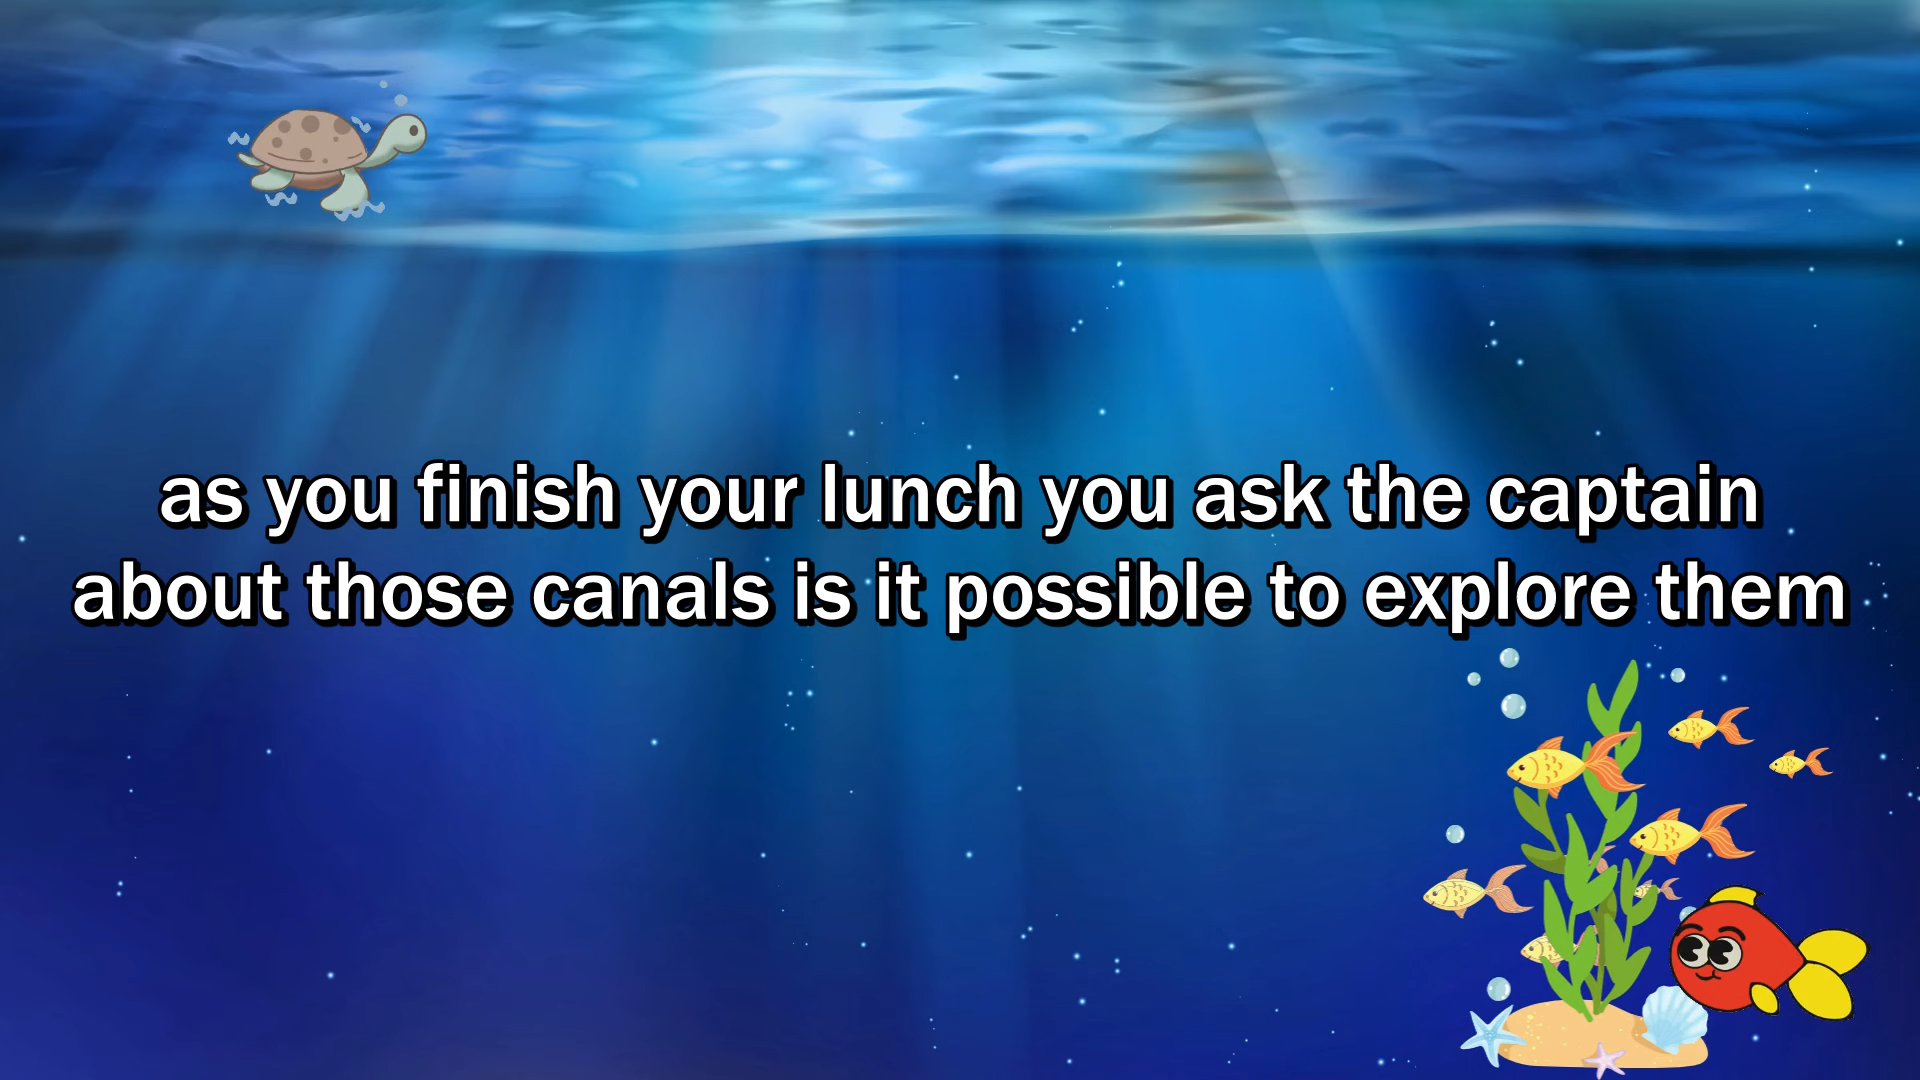 as you finish your lunch you ask the captain
about those canals is it possible to explore them